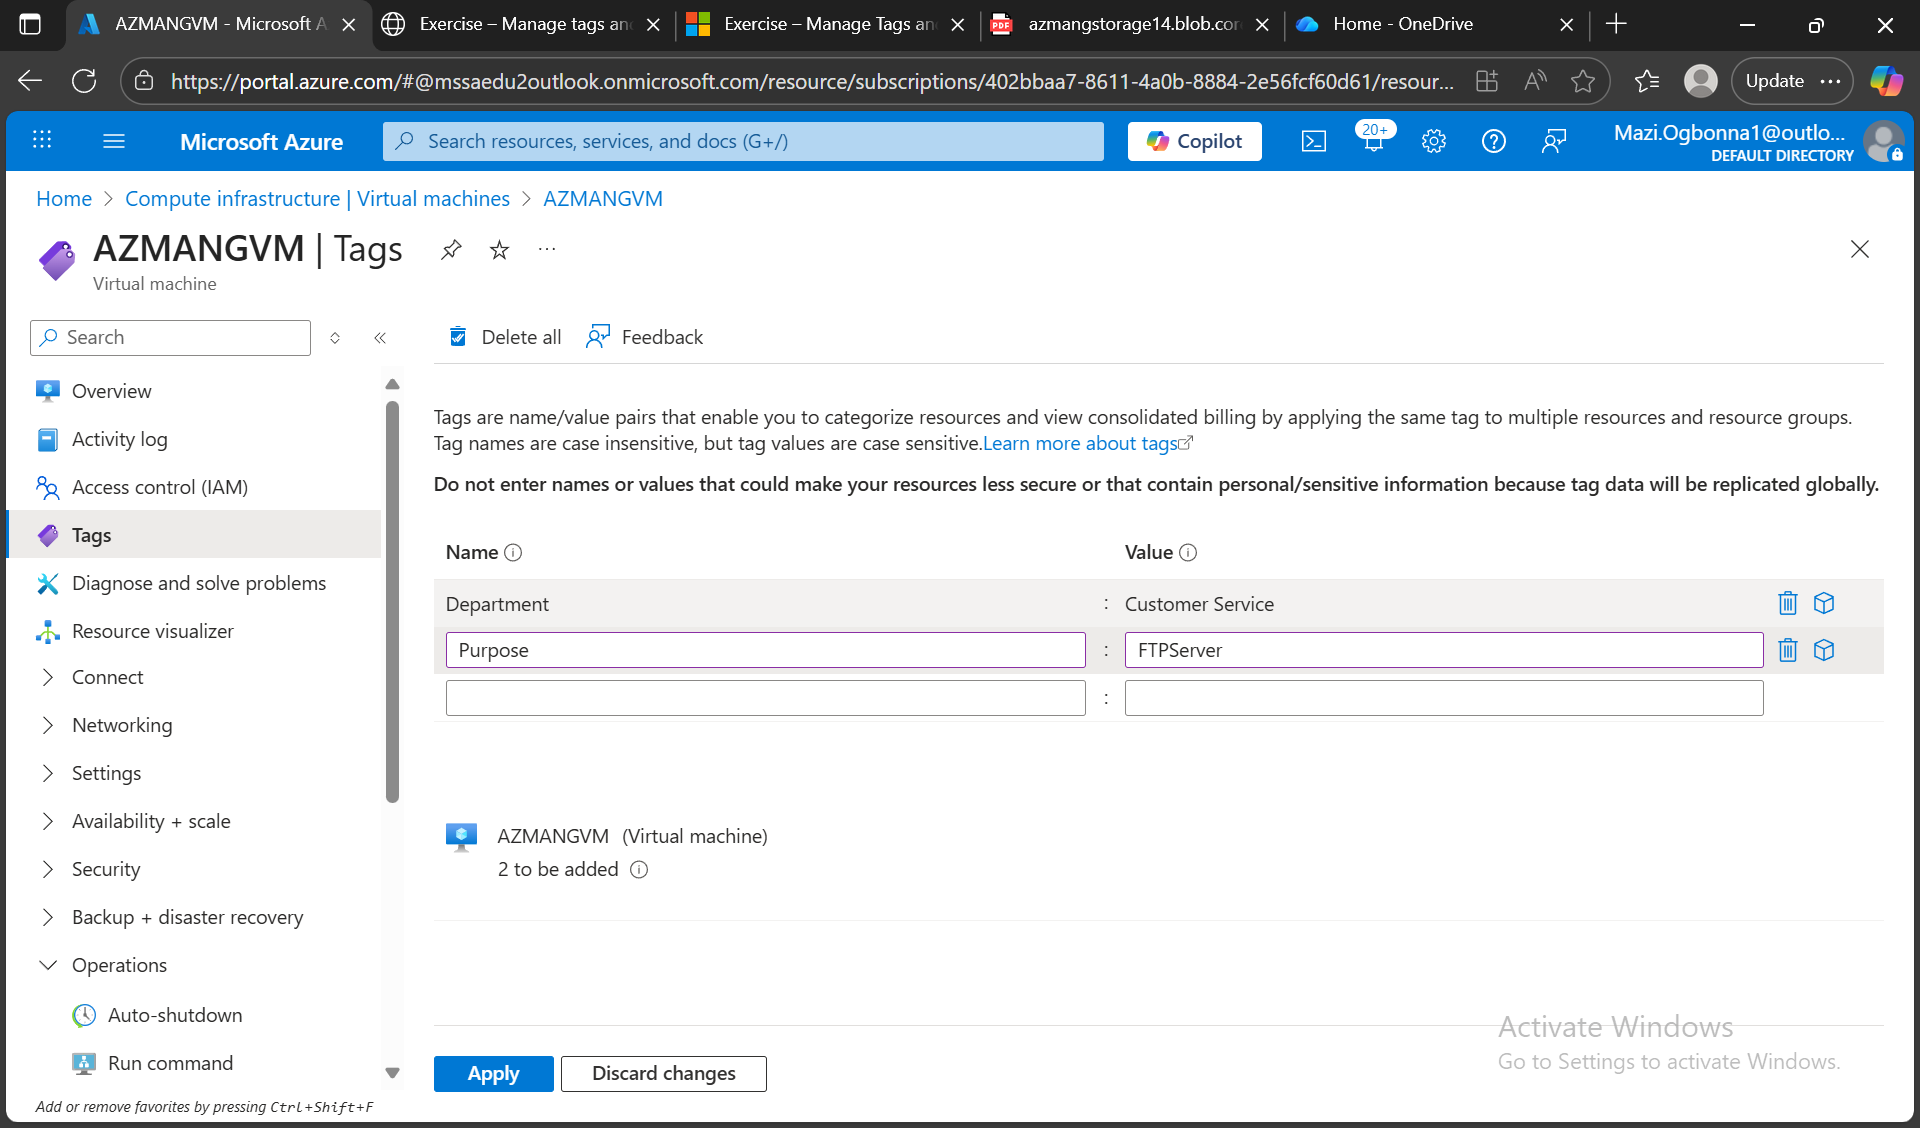 AZMANGVM - Microsoft A
Exercise – Manage tags an
Exercise – Manage Tags an
azmangstorage14.blob.cor
Home - OneDrive
https://portal.azure.com/#@mssaedu2outlook.onmicrosoft.com/resource/subscriptions/402bbaa7-8611-4a0b-8884-2e56fcf60d61/resour...
Update
Microsoft Azure
Search resources, services, and docs (G+/)
Copilot
20+
Mazi.Ogbonna1@outlo...
DEFAULT DIRECTORY
Home > Compute infrastructure | Virtual machines > AZMANGVM
AZMANGVM | Tags
Virtual machine
Search
Delete all
Feedback
Overview
Activity log
Access control (IAM)
Tags
Diagnose and solve problems
Resource visualizer
Connect
Networking
Settings
Availability + scale
Security
Backup + disaster recovery
Operations
Auto-shutdown
Run command
Add or remove favorites by pressing Ctrl+Shift+F
Tags are name/value pairs that enable you to categorize resources and view consolidated billing by applying the same tag to multiple resources and resource groups.
Tag names are case insensitive, but tag values are case sensitive.Learn more about tags
Do not enter names or values that could make your resources less secure or that contain personal/sensitive information because tag data will be replicated globally.
Name
Value
Department : Customer Service
Purpose : FTPServer
:
AZMANGVM (Virtual machine)
2 to be added
Apply
Discard changes
Activate Windows
Go to Settings to activate Windows.
PDF